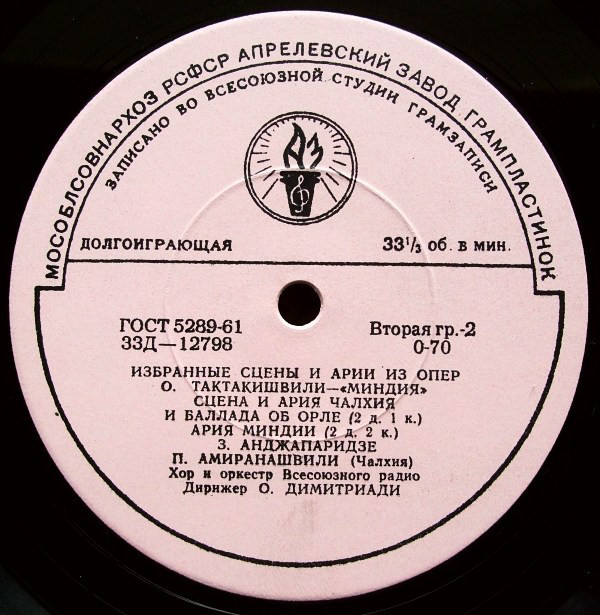 МОСОБЛСОВНАРХОЗ РСФСР АПРЕЛЕВСКИЙ ЗАВОД ГРАМПЛАСТИНОК
ЗАПИСАНО ВО ВСЕСОЮЗНОЙ СТУДИИ ГРАМЗАПИСИ
АЗ
ДОЛГОИГРАЮЩАЯ 33⅓ об. в мин.
ГОСТ 5289-61 Вторая гр.-2
33Д—12798 0-70
ИЗБРАННЫЕ СЦЕНЫ И АРИИ ИЗ ОПЕР
О. ТАКТАКИШВИЛИ—«МИНДИЯ»
СЦЕНА И АРИЯ ЧАЛХИЯ
И БАЛЛАДА ОБ ОРЛЕ (2 д. 1 к.)
АРИЯ МИНДИИ (2 д. 2 к.)
З. АНДЖАПАРИДЗЕ
П. АМИРАНАШВИЛИ (Чалхия)
Хор и оркестр Всесоюзного радио
Дирижер О. ДИМИТРИАДИ